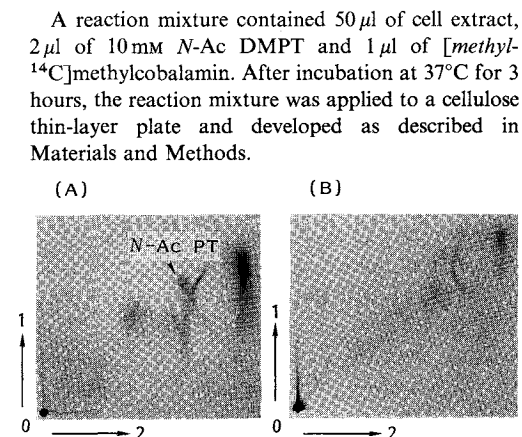 A reaction mixture contained 50 μl of cell extract,
2 μl of 10 mM N-Ac DMPT and 1 μl of [methyl-
¹⁴C]methylcobalamin. After incubation at 37°C for 3
hours, the reaction mixture was applied to a cellulose
thin-layer plate and developed as described in
Materials and Methods.
(A) (B)
N-Ac PT
1 1
0 2 0 2